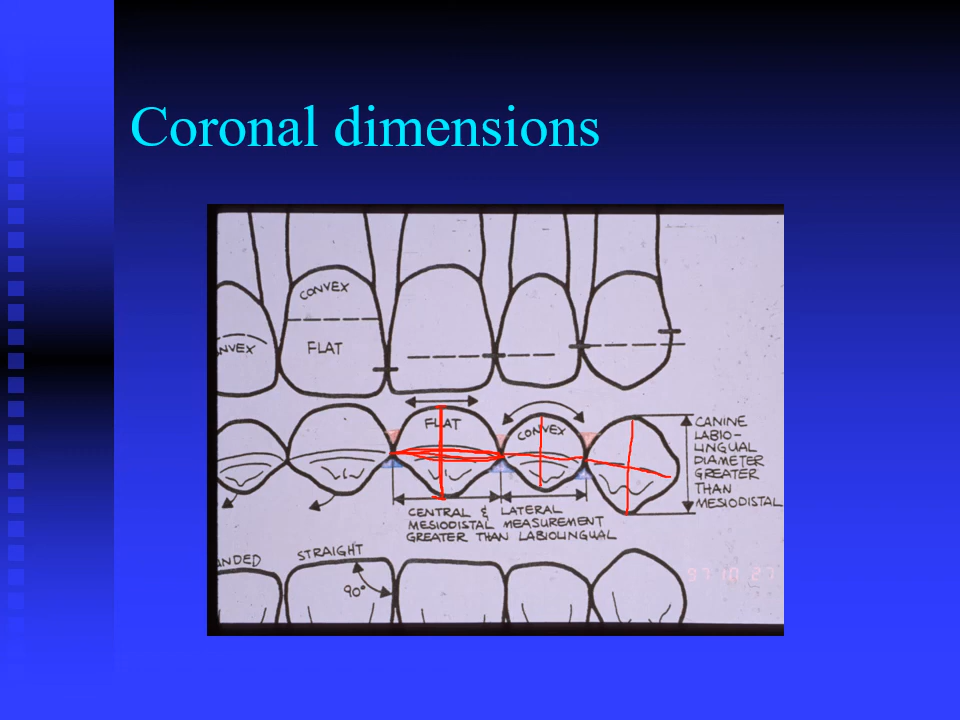 Coronal dimensions
CONVEX
NVEX
FLAT
FLAT
CONVEX
CANINE
LABIO-
LINGUAL
DIAMETER
GREATER
THAN
MESIODISTAL
CENTRAL & LATERAL
MESIODISTAL MEASUREMENT
GREATER THAN LABIOLINGUAL
ANDED
STRAIGHT
90°
97 10 27